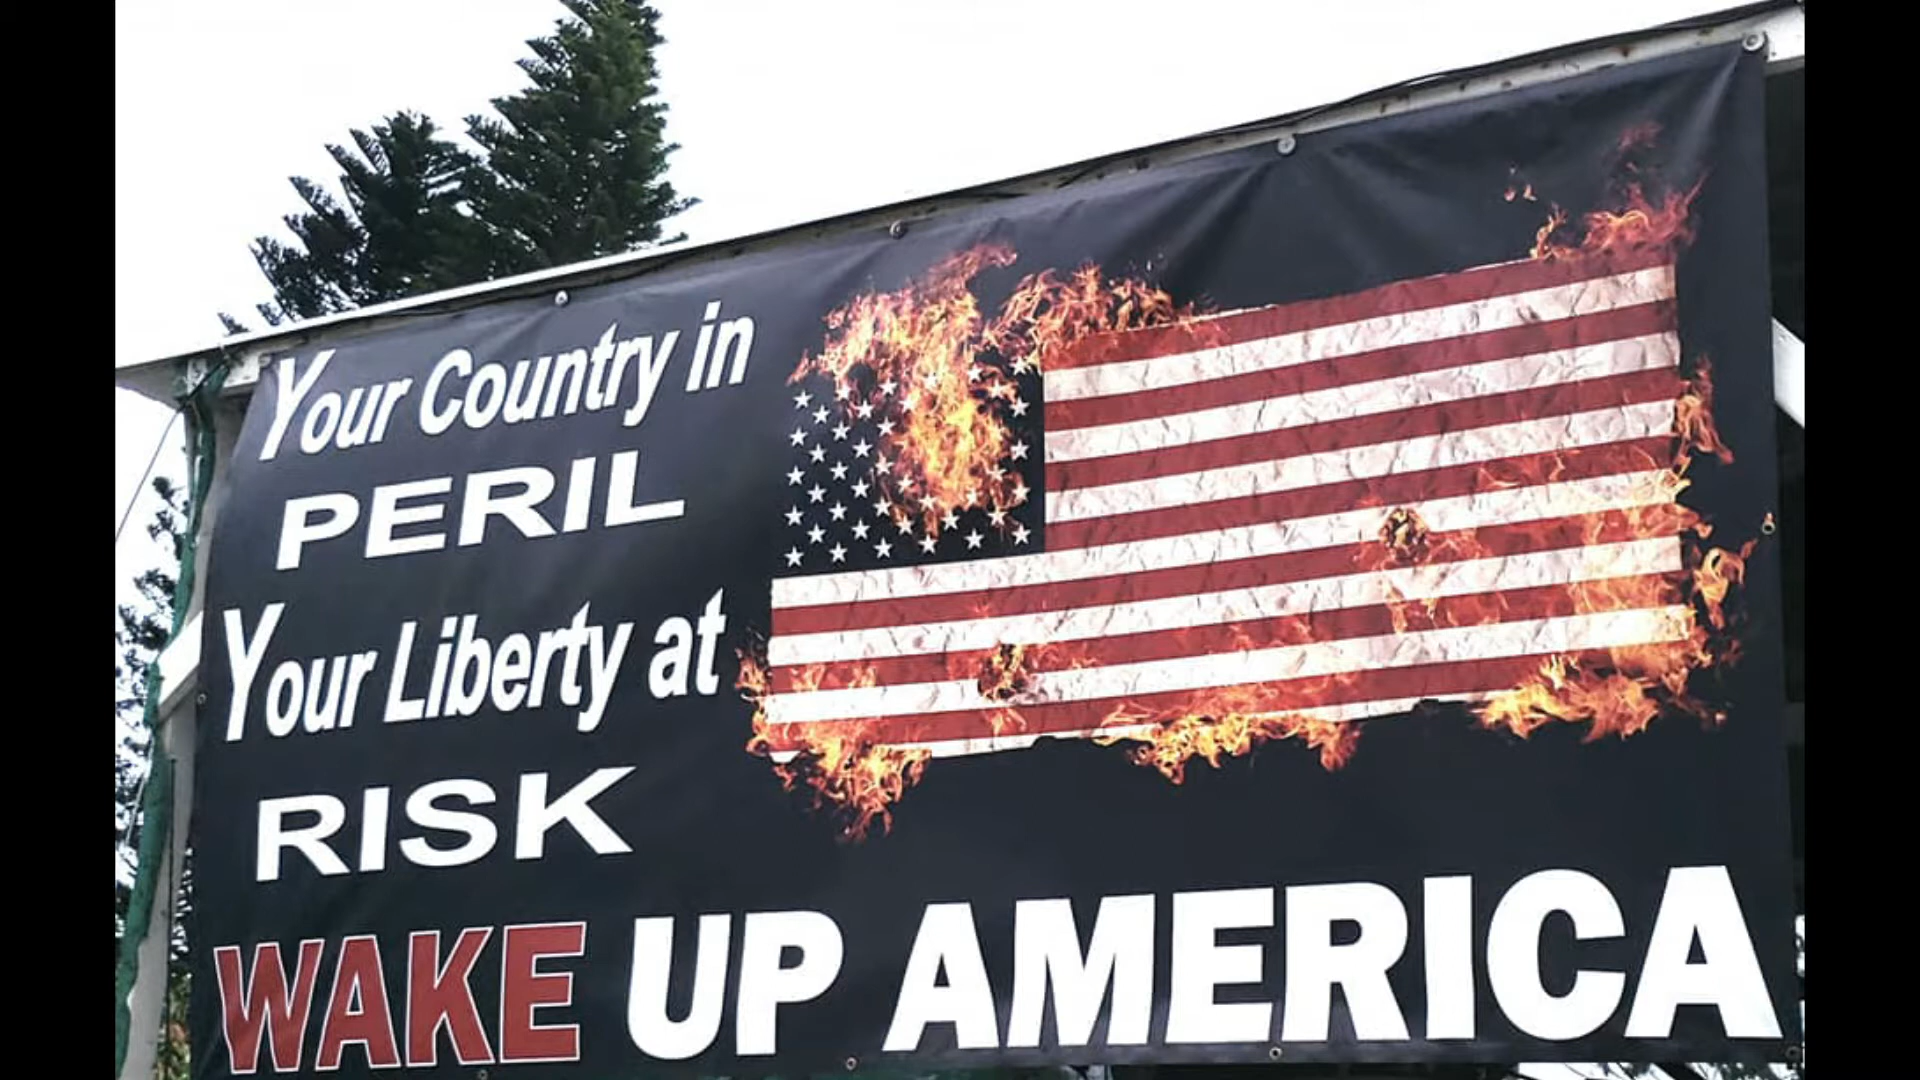 Your Country in
PERIL
Your Liberty at
RISK
WAKE UP AMERICA